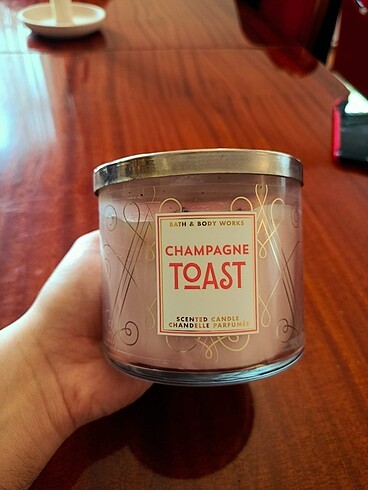 BATH & BODY WORKS
CHAMPAGNE
TOAST
SCENTED CANDLE
CHANDELLE PARFUMÉE